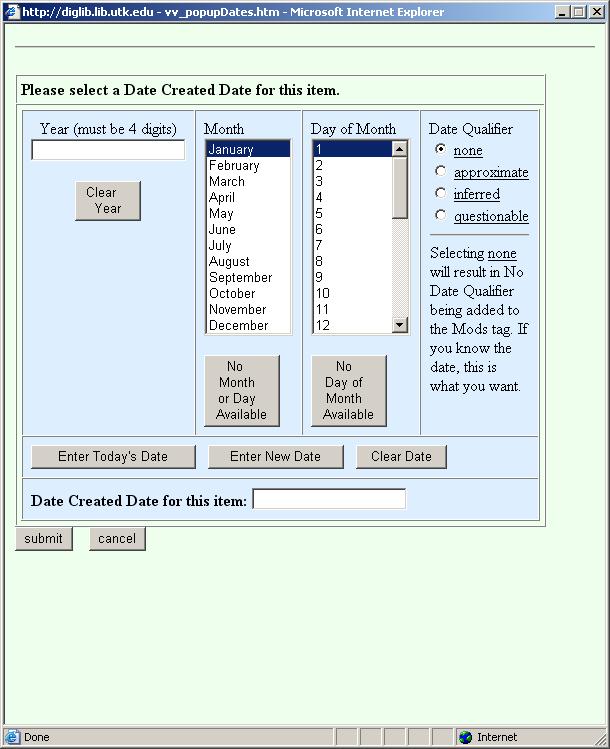 http://diglib.lib.utk.edu - vv_popupDates.htm - Microsoft Internet Explorer
Please select a Date Created Date for this item.
Year (must be 4 digits)
Clear
Year
Month
January
February
March
April
May
June
July
August
September
October
November
December
No
Month
or Day
Available
Day of Month
1
2
3
4
5
6
7
8
9
10
11
12
No
Day of
Month
Available
Date Qualifier
none
approximate
inferred
questionable
Selecting none
will result in No
Date Qualifier
being added to
the Mods tag. If
you know the
date, this is
what you want.
Enter Today's Date
Enter New Date
Clear Date
Date Created Date for this item:
submit
cancel
Done
Internet